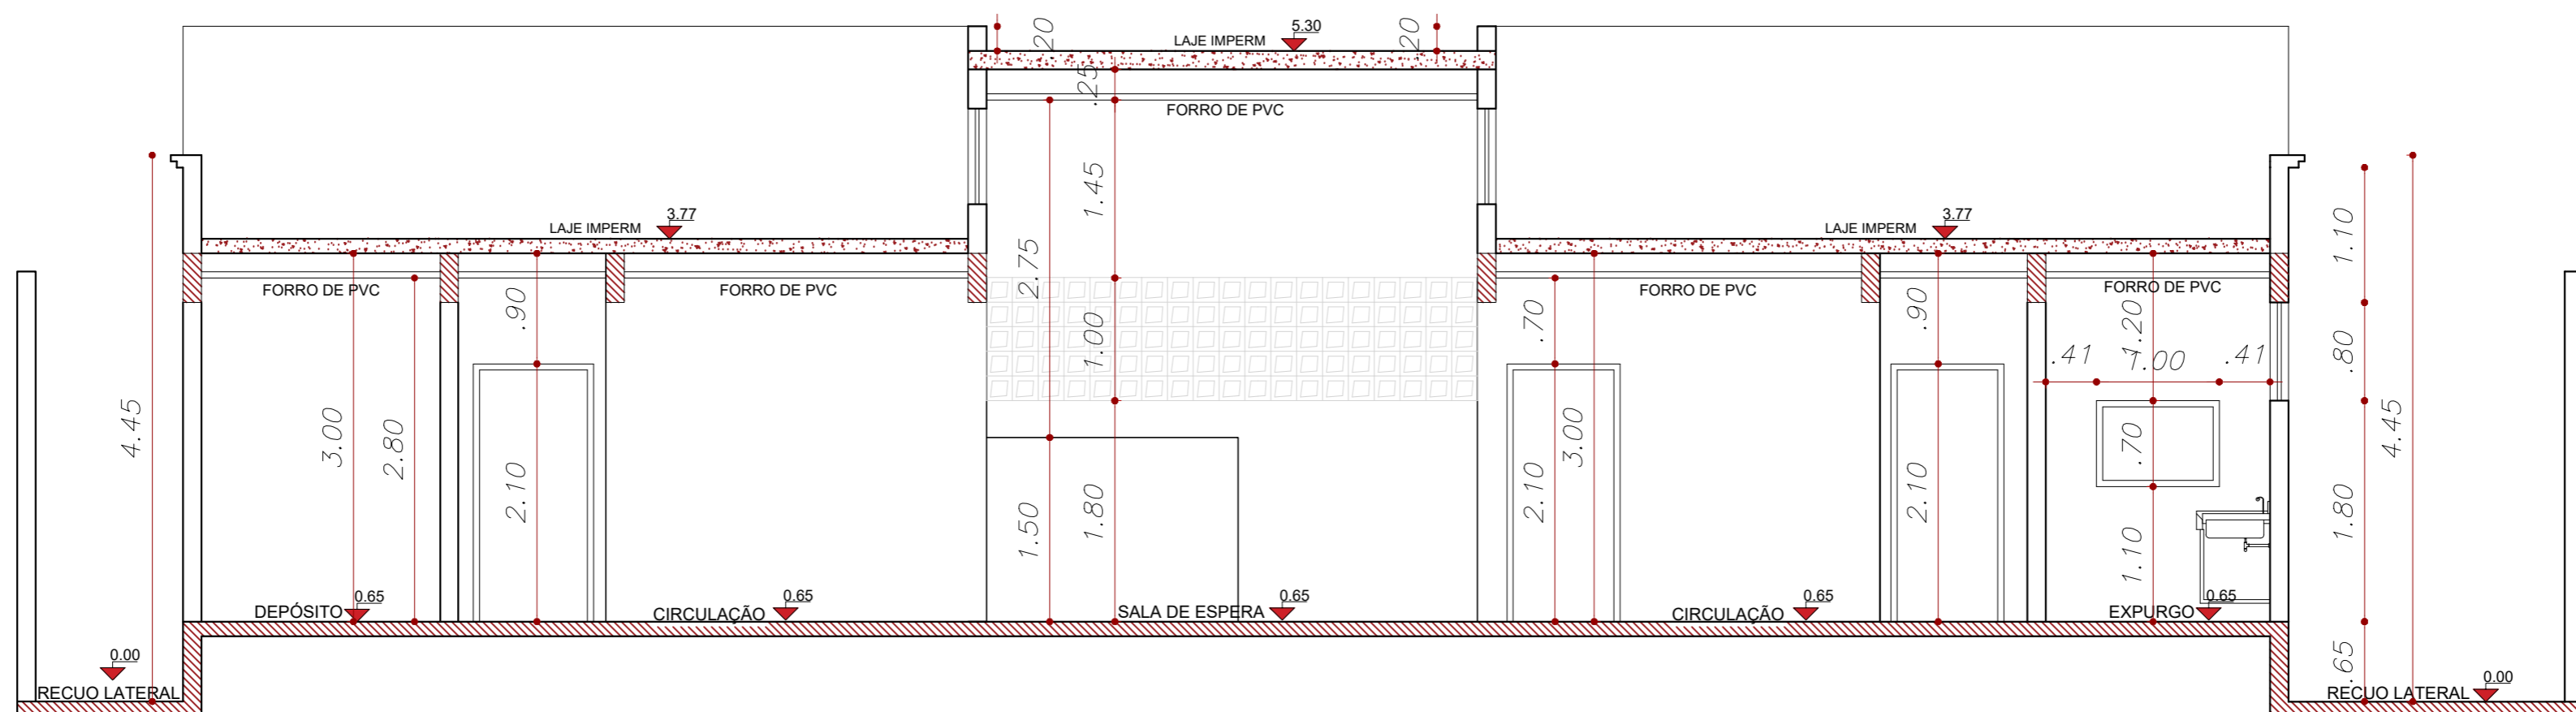 .20
LAJE IMPERM
5.30
.20
.25
FORRO DE PVC
1.45
LAJE IMPERM
3.77
LAJE IMPERM
3.77
1.10
2.75
FORRO DE PVC
FORRO DE PVC
FORRO DE PVC
FORRO DE PVC
.90
1.00
.70
.90
1.20
.41
1.00
.41
.80
4.45
3.00
2.80
3.00
.70
4.45
2.10
1.50
1.80
2.10
2.10
1.10
1.80
DEPÓSITO
0.65
CIRCULAÇÃO
0.65
SALA DE ESPERA
0.65
CIRCULAÇÃO
0.65
EXPURGO
0.65
0.00
RECUO LATERAL
.65
RECUO LATERAL
0.00